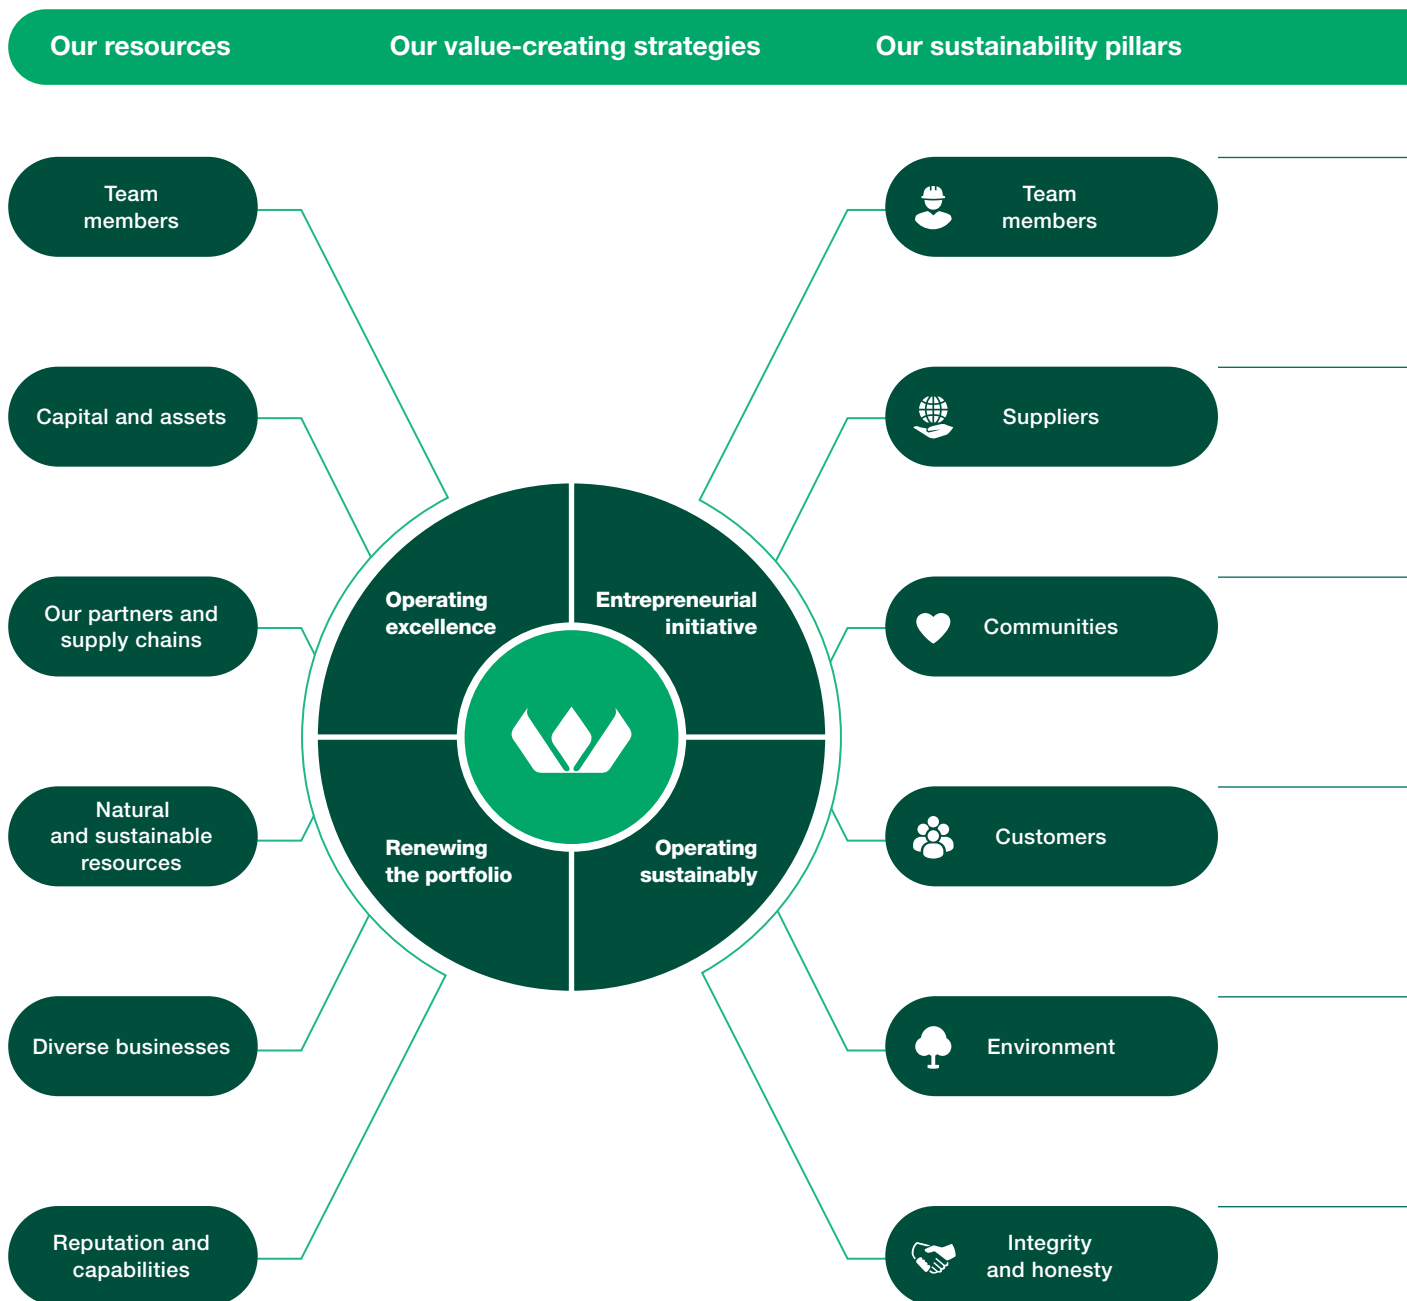 Our resources
Our value-creating strategies
Our sustainability pillars
Team
members
Capital and assets
Our partners and
supply chains
Natural
and sustainable
resources
Diverse businesses
Reputation and
capabilities
Operating
excellence
Entrepreneurial
initiative
Renewing
the portfolio
Operating
sustainably
Team
members
Suppliers
Communities
Customers
Environment
Integrity
and honesty